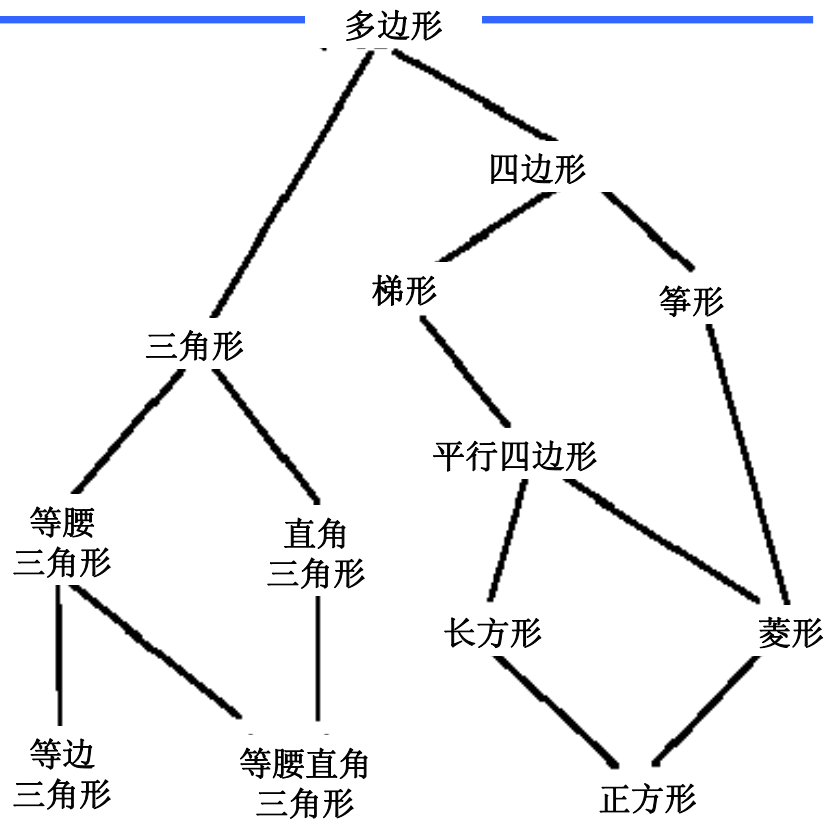 多边形
四边形
梯形
筝形
三角形
平行四边形
等腰
三角形
直角
三角形
长方形
菱形
等边
三角形
等腰直角
三角形
正方形